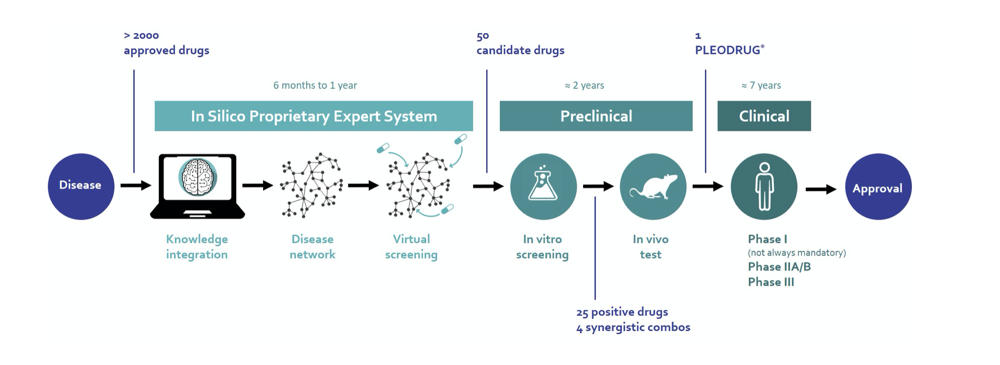 > 2000
approved drugs
50
candidate drugs
1
PLEODRUG®
6 months to 1 year
≈ 2 years
≈ 7 years
In Silico Proprietary Expert System
Preclinical
Clinical
Disease
Approval
Knowledge
integration
Disease
network
Virtual
screening
In vitro
screening
In vivo
test
Phase I
(not always mandatory)
Phase IIA/B
Phase III
25 positive drugs
4 synergistic combos